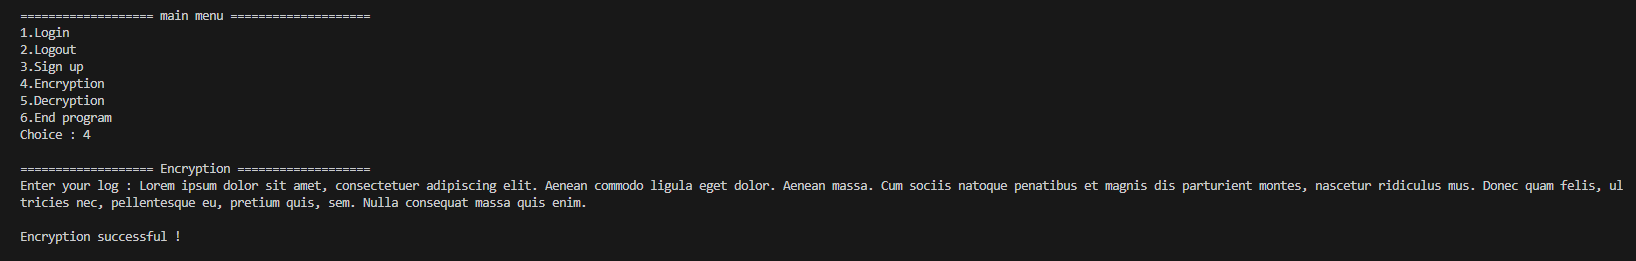 =================== main menu ====================
1.Login
2.Logout
3.Sign up
4.Encryption
5.Decryption
6.End program
Choice : 4
=================== Encryption ===================
Enter your log : Lorem ipsum dolor sit amet, consectetuer adipiscing elit. Aenean commodo ligula eget dolor. Aenean massa. Cum sociis natoque penatibus et magnis dis parturient montes, nascetur ridiculus mus. Donec quam felis, ul
tricies nec, pellentesque eu, pretium quis, sem. Nulla consequat massa quis enim.
Encryption successful !